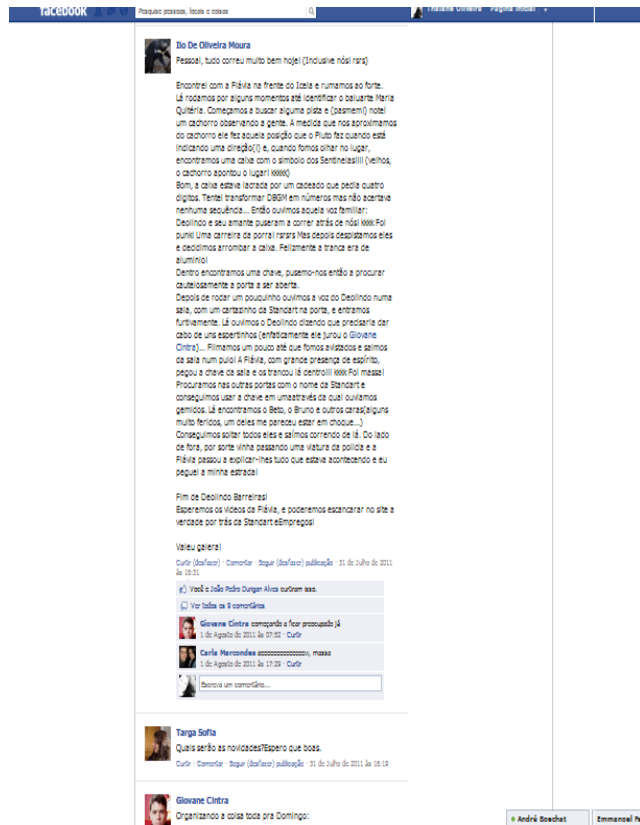 facebook
Pesquise pessoas, locais e coisas
Thaiane Oliveira Página inicial
Ilo De Oliveira Moura
Pessoal, tudo correu muito bem hoje! (Inclusive nós! rsrs)
Encontrei com a Flávia na frente do Iceia e rumamos ao forte.
Lá rodamos por alguns momentos até identificar o baluarte Maria
Quitéria. Começamos a buscar alguma pista e (pasmem!) notei
um cachorro observando a gente. A medida que nos aproximamos
do cachorro ele fez aquela posição que o Pluto faz quando está
indicando uma direção(!) e, quando fomos olhar no lugar,
encontramos uma caixa com o símbolo dos Sentinelas!!!! (velhos,
o cachorro apontou o lugar! kkkkk)
Bom, a caixa estava lacrada por um cadeado que pedia quatro
dígitos. Tentei transformar DBGM em números mas não acertava
nenhuma sequência... Então ouvimos aquela voz familiar:
Deolindo e seu amante puseram a correr atrás de nós! kkkk Foi
punk! Uma carreira da porra! rsrsrs Mas depois despistamos eles
e decidimos arrombar a caixa. Felizmente a tranca era de
alumínio!
Dentro encontramos uma chave, pusemo-nos então a procurar
cautelosamente a porta a ser aberta.
Depois de rodar um pouquinho ouvimos a voz do Deolindo numa
sala, com um cartazinho da Standart na porta, e entramos
furtivamente. Lá ouvimos o Deolindo dizendo que precisaria dar
cabo de uns espertinhos (enfaticamente ele jurou o Giovane
Cintra)... Filmamos um pouco até que fomos avistados e saímos
da sala num pulo! A Flávia, com grande presença de espírito,
pegou a chave da sala e os trancou lá dentro!!! kkkk Foi massa!
Procuramos nas outras portas com o nome da Standart e
conseguimos usar a chave em umaatravés da qual ouvíamos
gemidos. Lá encontramos o Beto, o Bruno e outros caras(alguns
muito feridos, um deles me pareceu estar em choque...)
Conseguimos soltar todos eles e saímos correndo de lá. Do lado
de fora, por sorte vinha passando uma viatura da polícia e a
Flávia passou a explicar-lhes tudo que estava acontecendo e eu
peguei a minha estrada!
Fim de Deolindo Barreiras!
Esperemos os vídeos da Flávia, e poderemos escancarar no site a
verdade por trás da Standart eEmpregos!
Valeu galera!
Curtir (desfazer) · Comentar · Seguir (desfazer) publicação · 31 de Julho de 2011
às 16:31
Você e João Pedro Durigan Alves curtiram isso.
Ver todos os 9 comentários
Giovane Cintra começando a ficar preocupado já
1 de Agosto de 2011 às 07:52 · Curtir
Carla Marcondes massa
1 de Agosto de 2011 às 17:29 · Curtir
Escreva um comentário...
Targa Sofia
Quais serão as novidades?Espero que boas.
Curtir · Comentar · Seguir (desfazer) publicação · 31 de Julho de 2011 às 16:19
Giovane Cintra
Organizando a coisa toda pra Domingo:
André Boechat
Emmanoel